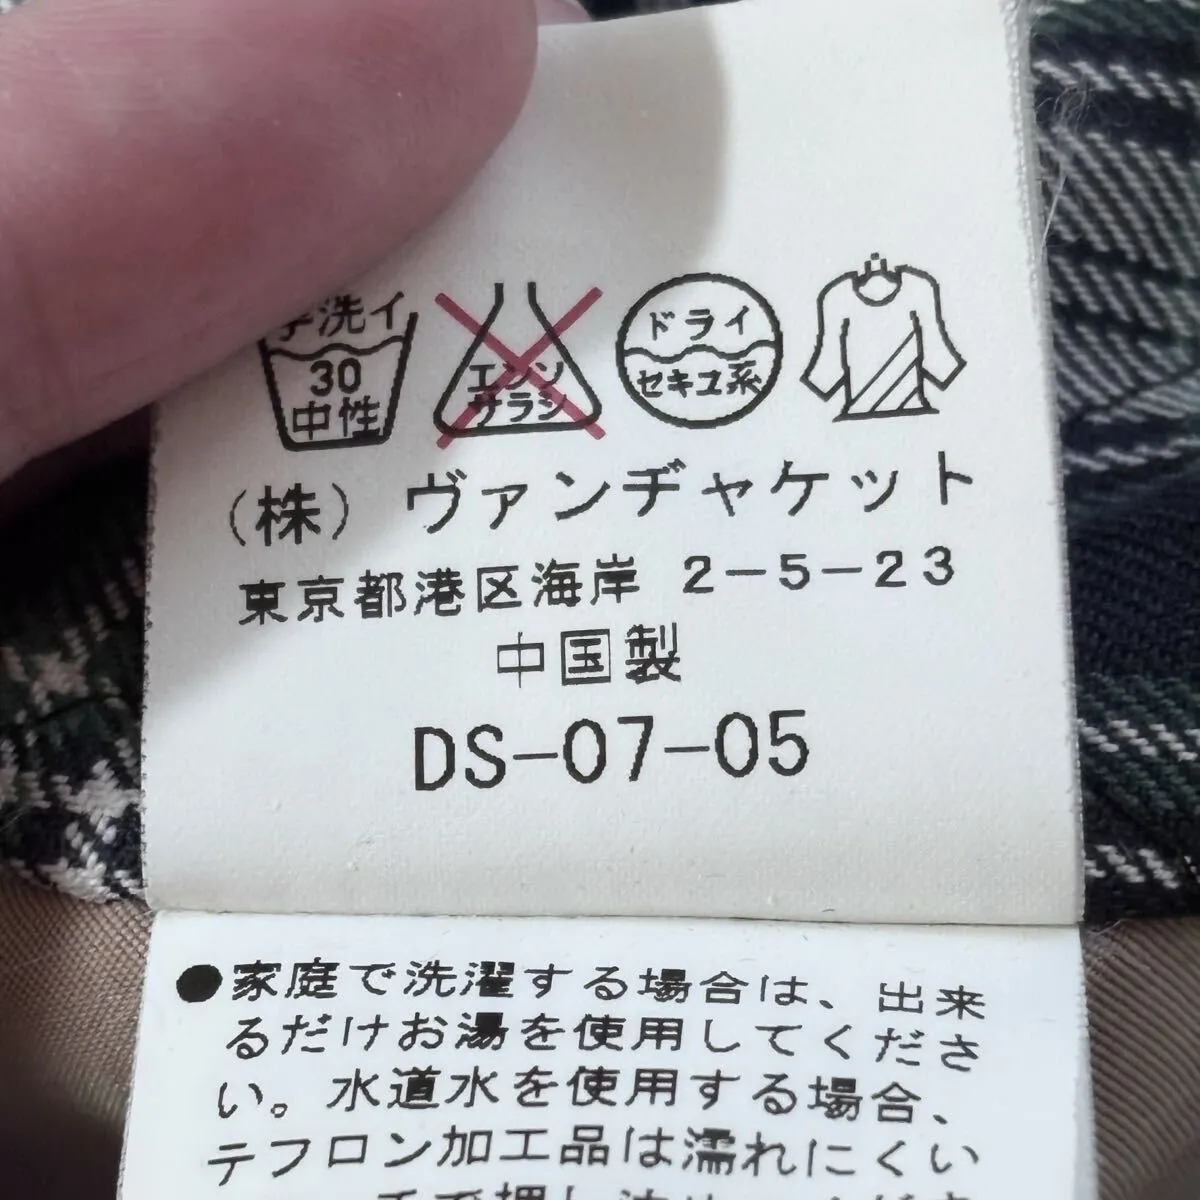 手洗イ
30
中性
エンソ
サラシ
ドライ
セキユ系
(株) ヴァンヂャケット
東京都港区海岸 2-5-23
中国製
DS-07-05
●家庭で洗濯する場合は、出来
るだけお湯を使用してくださ
い。水道水を使用する場合、
テフロン加工品は濡れにくい